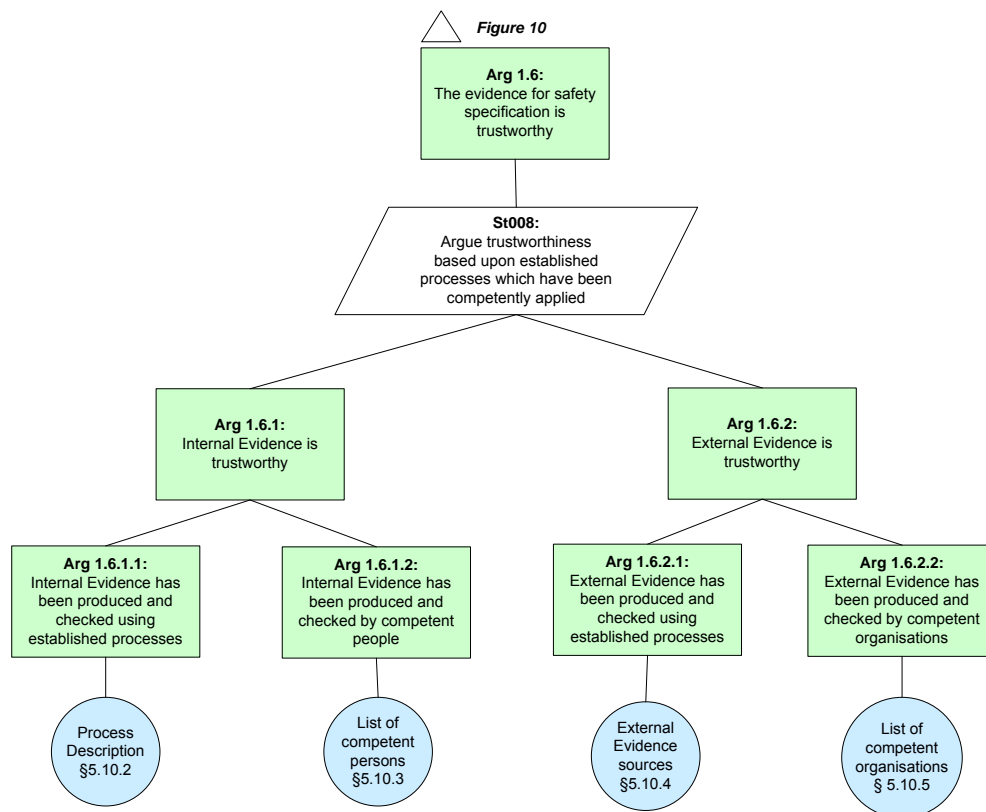 Figure 10
Arg 1.6:
The evidence for safety
specification is
trustworthy
St008:
Argue trustworthiness
based upon established
processes which have been
competently applied
Arg 1.6.1:
Internal Evidence is
trustworthy
Arg 1.6.2:
External Evidence is
trustworthy
Arg 1.6.1.1:
Internal Evidence has
been produced and
checked using
established processes
Arg 1.6.1.2:
Internal Evidence has
been produced and
checked by competent
people
Arg 1.6.2.1:
External Evidence has
been produced and
checked using
established processes
Arg 1.6.2.2:
External Evidence has
been produced and
checked by competent
organisations
Process
Description
§5.10.2
List of
competent
persons
§5.10.3
External
Evidence
sources
§5.10.4
List of
competent
organisations
§ 5.10.5